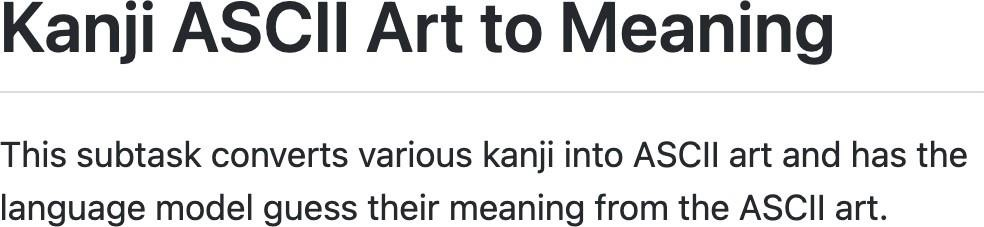 Kanji ASCII Art to Meaning
This subtask converts various kanji into ASCII art and has the
language model guess their meaning from the ASCII art.